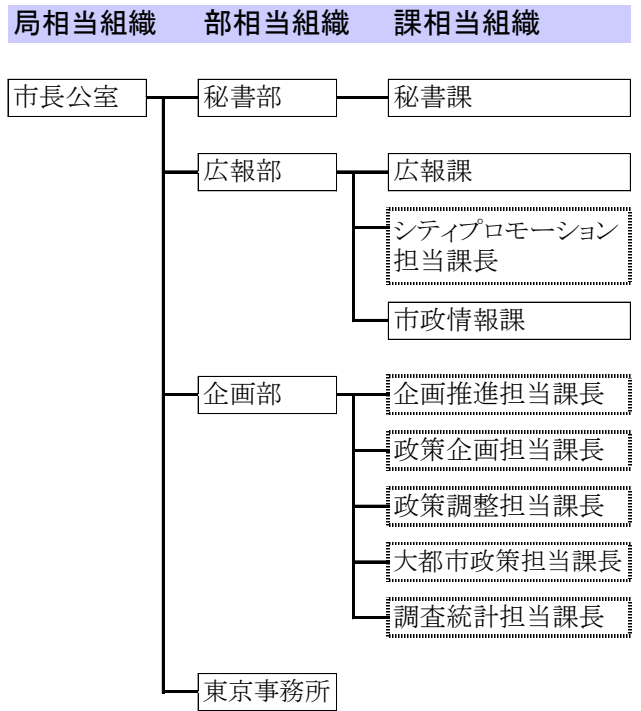 局相当組織 部相当組織 課相当組織
市長公室 秘書部 秘書課
広報部 広報課
シティプロモーション
担当課長
市政情報課
企画部 企画推進担当課長
政策企画担当課長
政策調整担当課長
大都市政策担当課長
調査統計担当課長
東京事務所